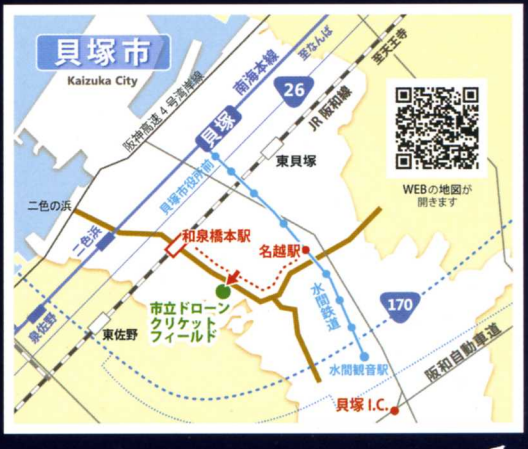 貝塚市
Kaizuka City
阪神高速4号湾岸線
南海本線
至なんば
26
至天王寺
JR 阪和線
貝塚
東貝塚
貝塚市役所前
WEBの地図が
開きます
二色の浜
二色浜
和泉橋本駅
名越駅
市立ドローン
クリケット
フィールド
水間鉄道
170
泉佐野
東佐野
水間観音駅
阪和自動車道
貝塚 I.C.